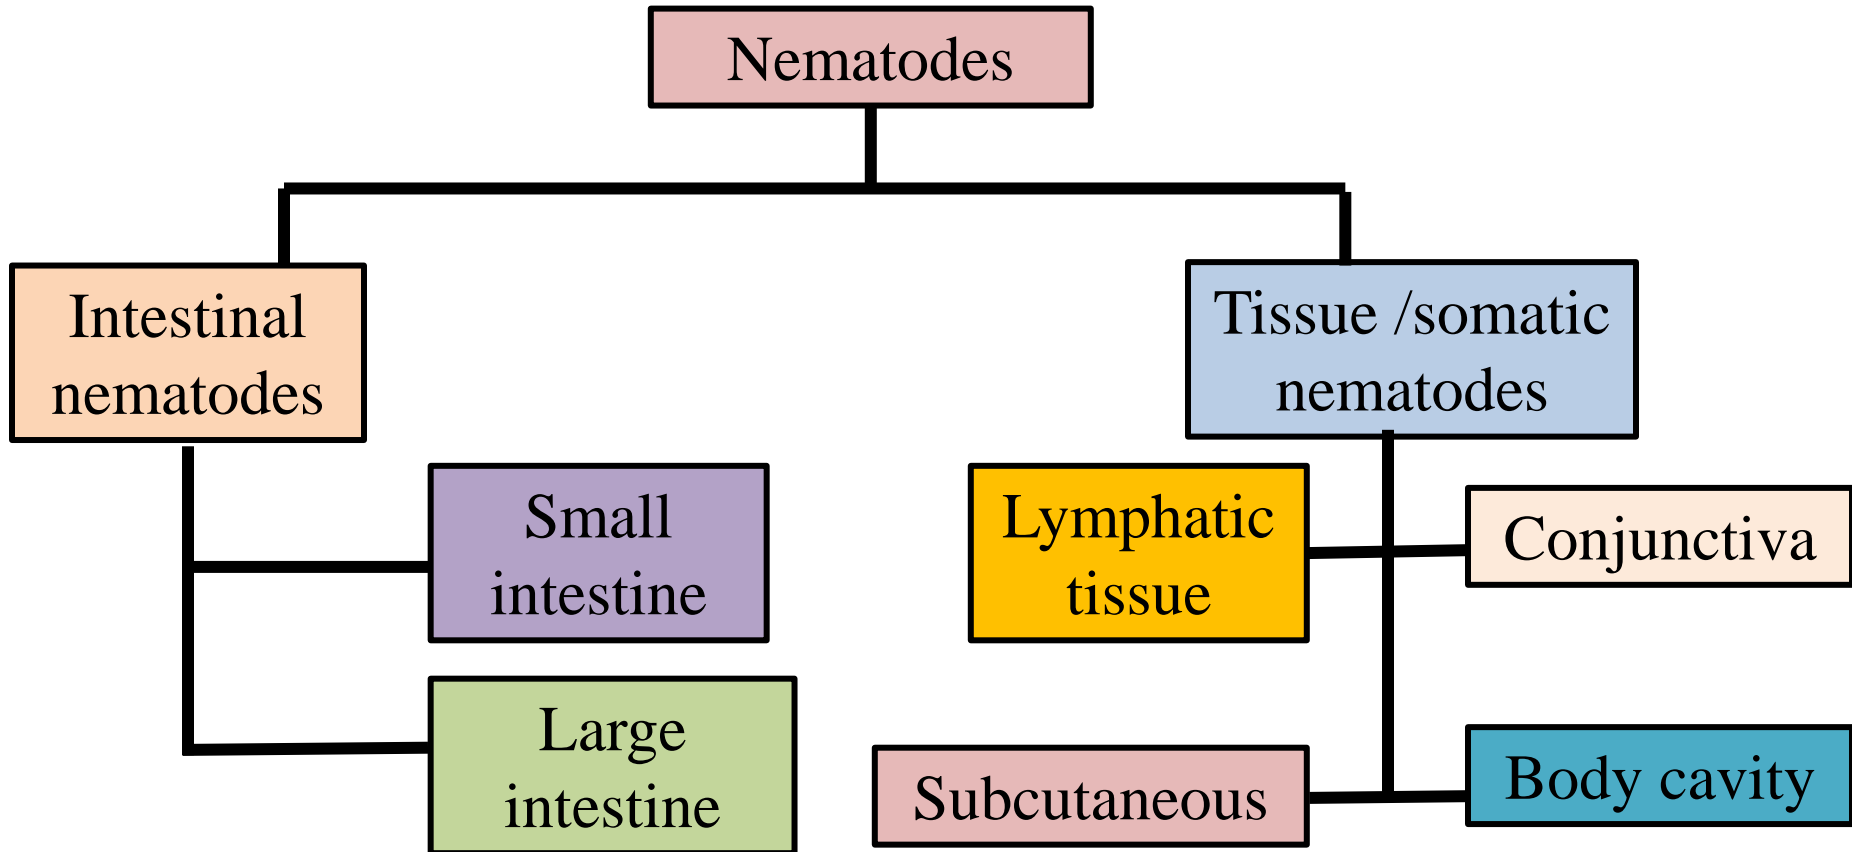 Nematodes
Intestinal
nematodes
Tissue /somatic
nematodes
Small
intestine
Lymphatic
tissue
Conjunctiva
Large
intestine
Subcutaneous
Body cavity